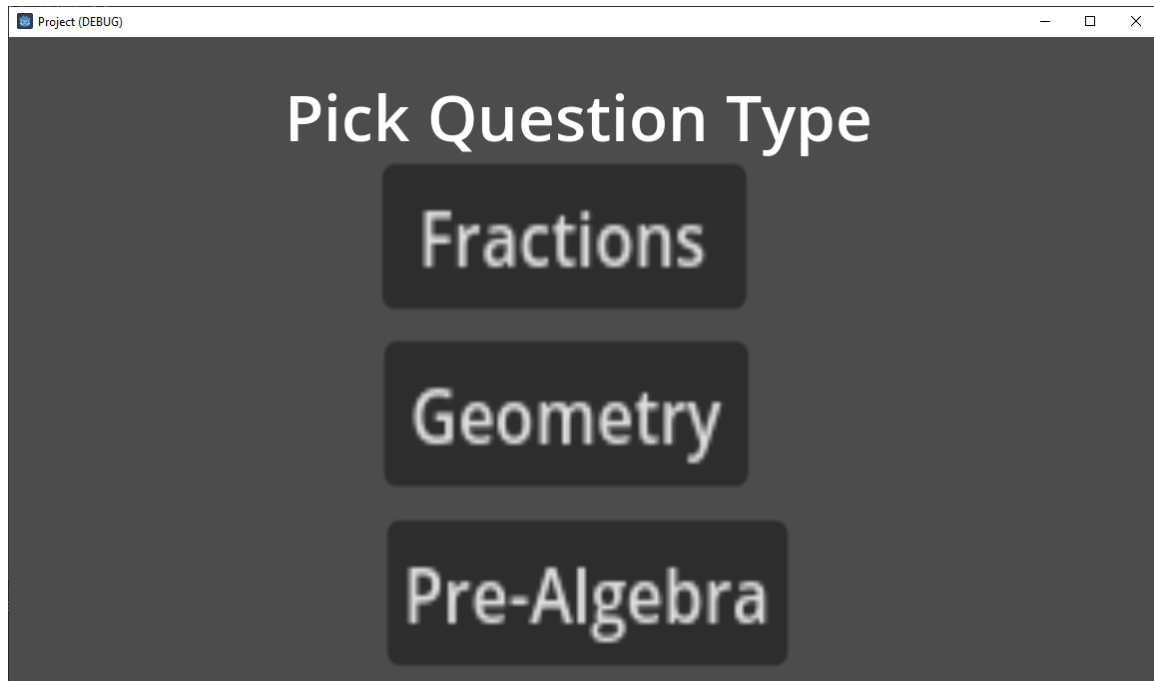 Project (DEBUG)
Pick Question Type
Fractions
Geometry
Pre-Algebra